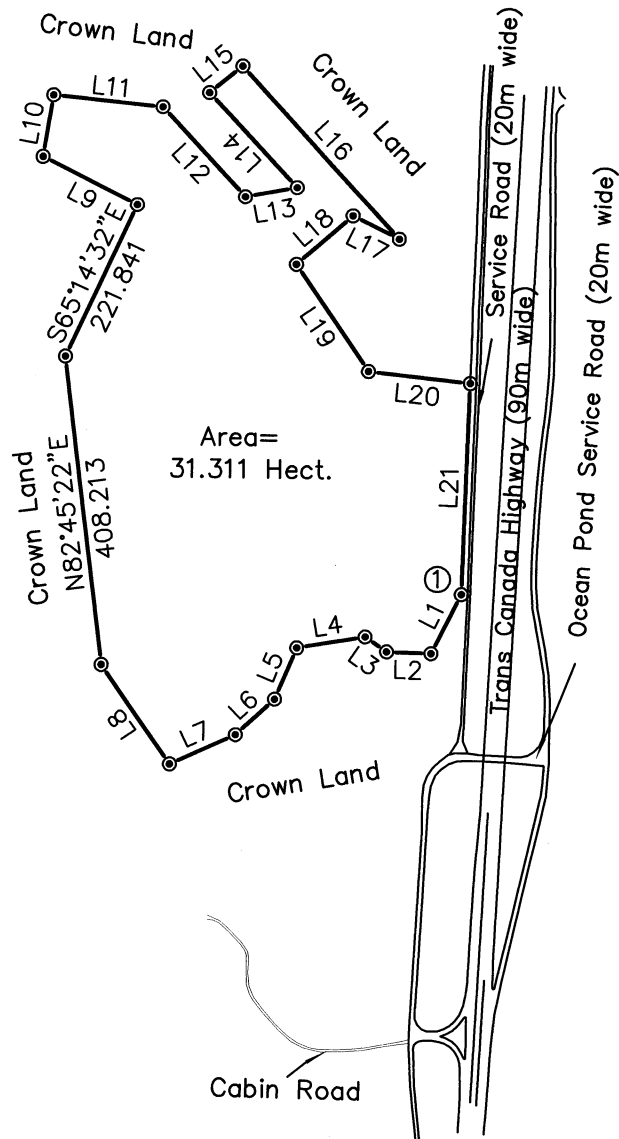 Crown Land
L15
Crown Land
L16
L11
L10
L12
L14
L13
L9
L18
L17
S65°14'32"E
221.841
L19
L20
Service Road (20m wide)
Trans Canada Highway (90m wide)
Ocean Pond Service Road (20m wide)
Area=
31.311 Hect.
Crown Land
N82°45'22"E
408.213
L21
1
L1
L2
L3
L4
L5
L6
L7
L8
Crown Land
Cabin Road